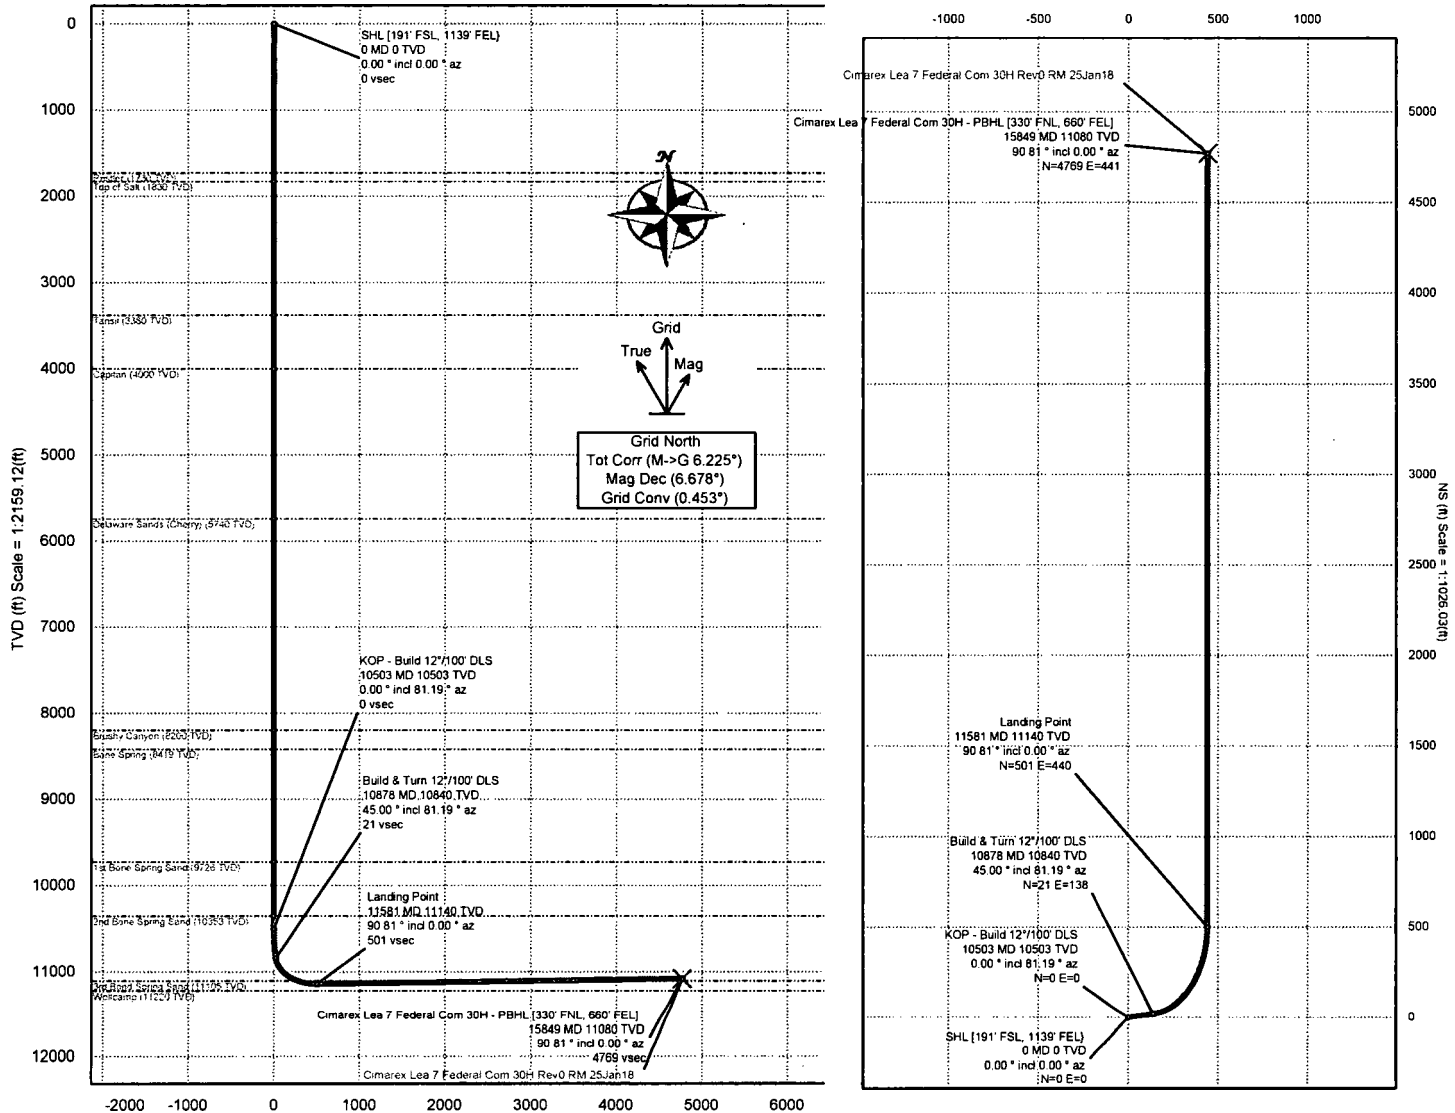 0
1000
2000
3000
4000
5000
6000
7000
8000
9000
10000
11000
12000
TVD (ft) Scale = 1:2159.12(ft)
-2000
-1000
0
1000
2000
3000
4000
5000
6000
SHL [191' FSL, 1139' FEL}
0 MD 0 TVD
0.00 ° incl 0.00 ° az
0 vsec
Top of Salt (1830 TVD)
Tansil (3380 TVD)
Capitan (4000 TVD)
Delaware Sands (Cherry) (5740 TVD)
Brushy Canyon (8200 TVD)
Bone Spring (8419 TVD)
1st Bone Spring Sand (9726 TVD)
2nd Bone Spring Sand (10353 TVD)
3rd Bone Spring Sand (11105 TVD)
Wolfcamp (11220 TVD)
N
Grid
True
Mag
Grid North
Tot Corr (M->G 6.225°)
Mag Dec (6.678°)
Grid Conv (0.453°)
KOP - Build 12°/100' DLS
10503 MD 10503 TVD
0.00 ° incl 81.19 ° az
0 vsec
Build & Turn 12°/100' DLS
10878 MD 10840 TVD
45.00 ° incl 81.19 ° az
21 vsec
Landing Point
11581 MD 11140 TVD
90 81 ° incl 0.00 ° az
501 vsec
Cimarex Lea 7 Federal Com 30H - PBHL [330' FNL, 660' FEL]
15849 MD 11080 TVD
90 81 ° incl 0.00 ° az
4769 vsec
Cimarex Lea 7 Federal Com 30H Rev0 RM 25Jan18
-1000
-500
0
500
1000
Cimarex Lea 7 Federal Com 30H Rev0 RM 25Jan18
Cimarex Lea 7 Federal Com 30H - PBHL [330' FNL, 660' FEL]
15849 MD 11080 TVD
90 81 ° incl 0.00 ° az
N=4769 E=441
Landing Point
11581 MD 11140 TVD
90 81 ° incl 0.00 ° az
N=501 E=440
Build & Turn 12°/100' DLS
10878 MD 10840 TVD
45.00 ° incl 81.19 ° az
N=21 E=138
KOP - Build 12°/100' DLS
10503 MD 10503 TVD
0.00 ° incl 81.19 ° az
N=0 E=0
SHL [191' FSL, 1139' FEL}
0 MD 0 TVD
0.00 ° incl 0.00 ° az
N=0 E=0
5000
4500
4000
3500
3000
2500
2000
1500
1000
500
0
NS (ft) Scale = 1:1026.03(ft)